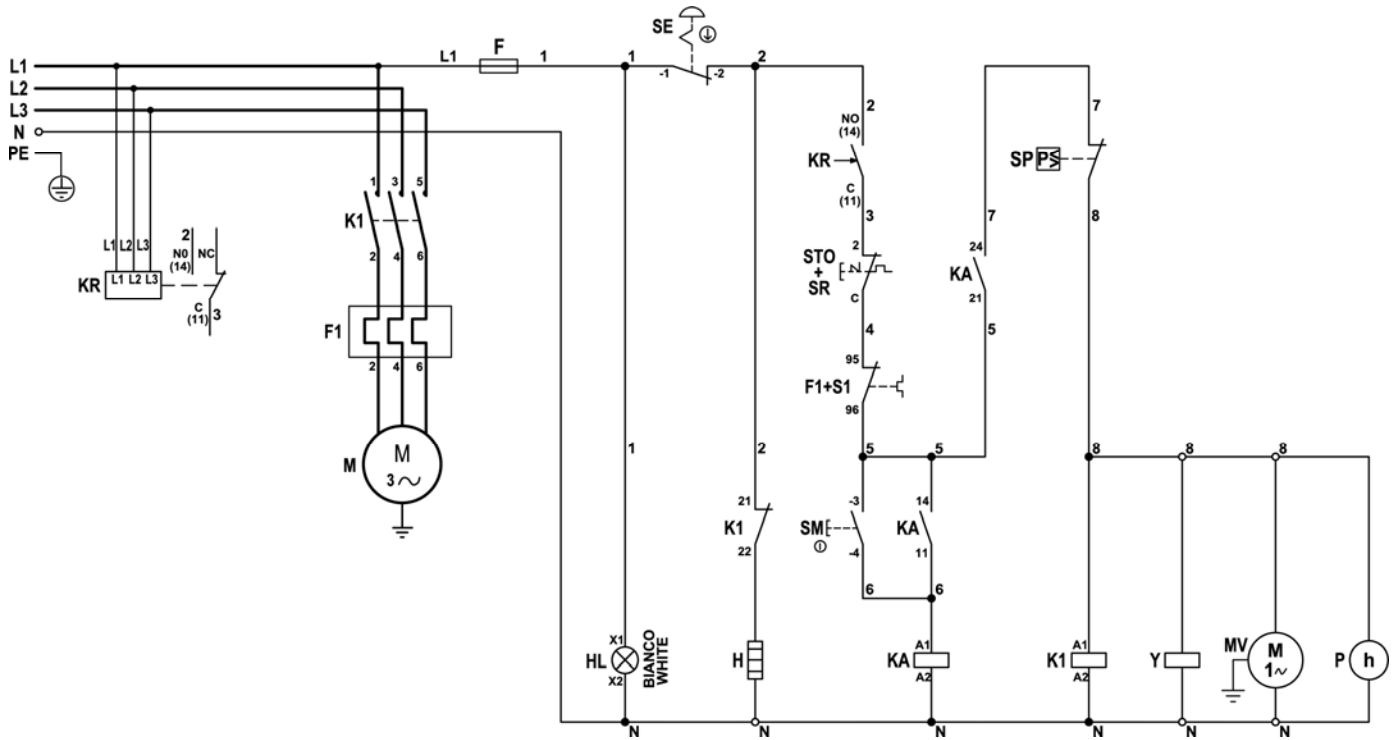 SE
L1 F 1 1 2
-1 -2
L1
L2
L3
N
PE
2 7
NO
(14)
KR
C
(11)
SP P
1 3 5
K1
2 4 6
3 7 8
L1 L2 L3
2
N0
(14)
NC
KR L1 L2 L3
C
(11)
3
2
STO
+
SR
C
24
KA
21
F1
2 4 6
4 5
95
F1+S1
96
M
M
3
1 2 5 5 8 8 8
21
K1
22
-3
SM
-4
14
KA
11
6 6
X1
HL
X2
BIANCO
WHITE
H
A1
KA
A2
A1
K1
A2
Y
MV
M
1~
P h
N N N N N N